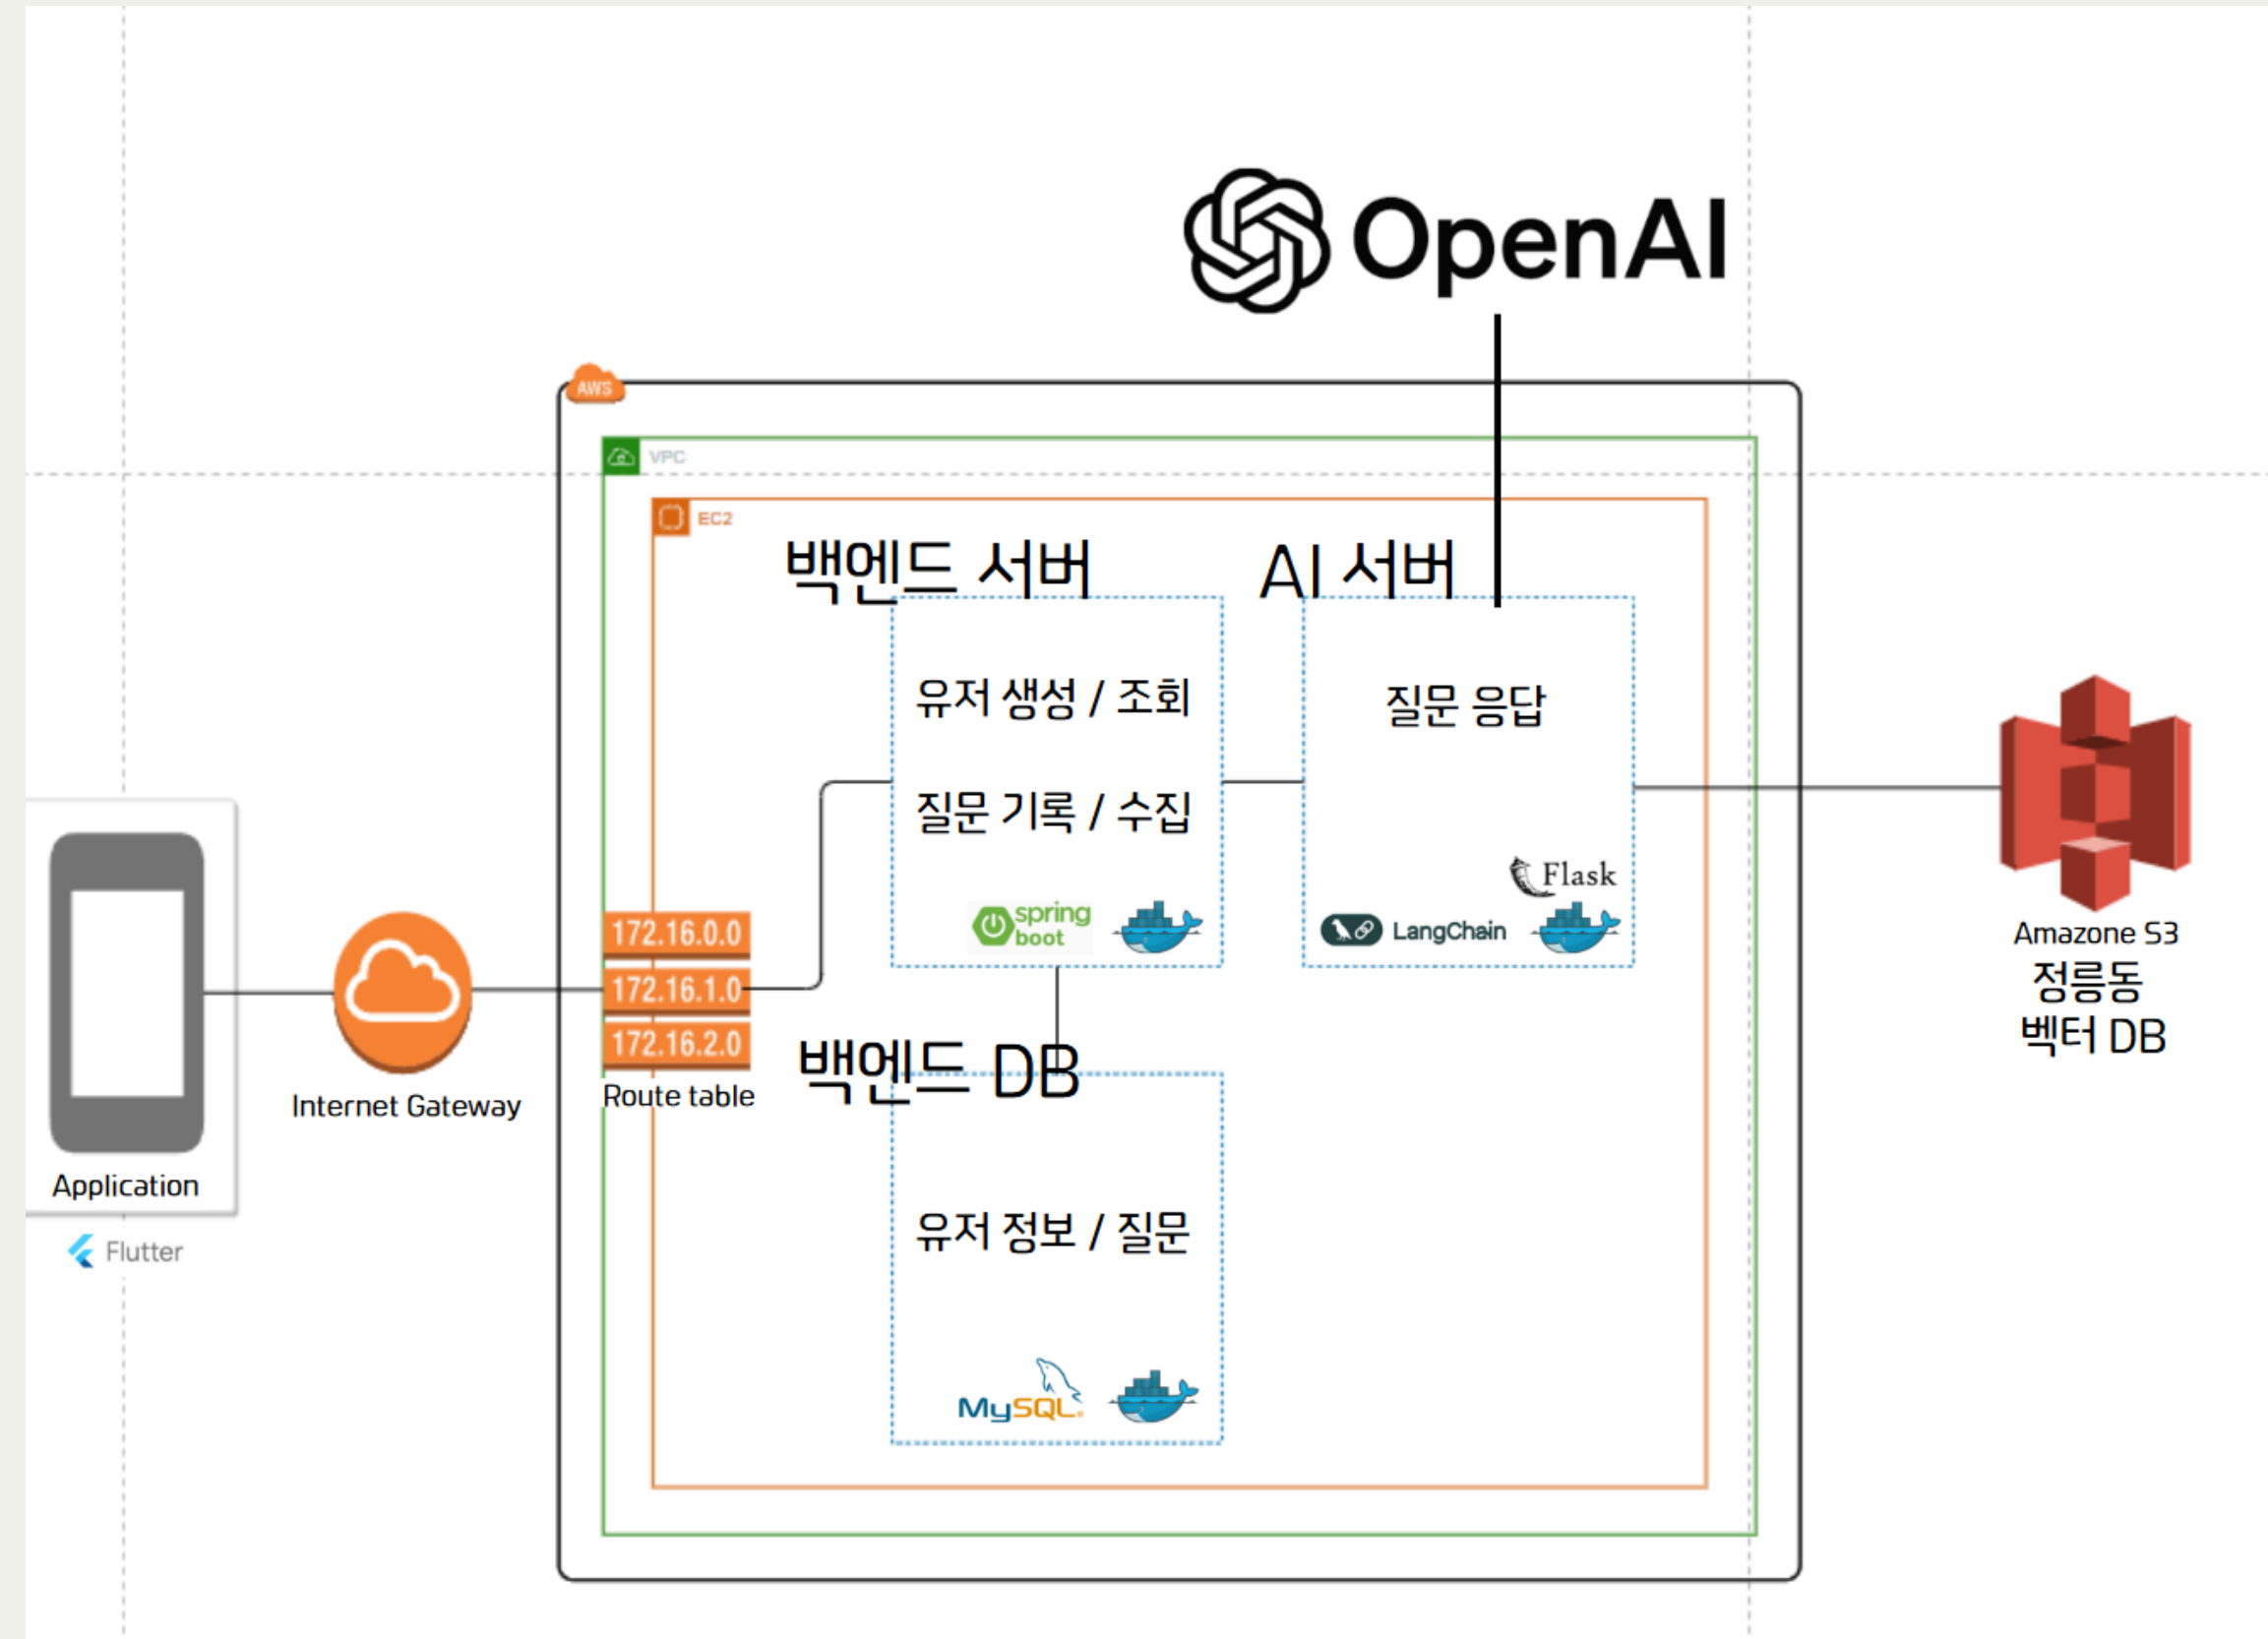 OpenAI
AWS
VPC
EC2
백엔드 서버
AI 서버
유저 생성 / 조회
질문 기록 / 수집
spring
boot
질문 응답
Flask
LangChain
172.16.0.0
172.16.1.0
172.16.2.0
Route table
Internet Gateway
Application
Flutter
백엔드 DB
유저 정보 / 질문
MySQL®
Amazone S3
정릉동
벡터 DB